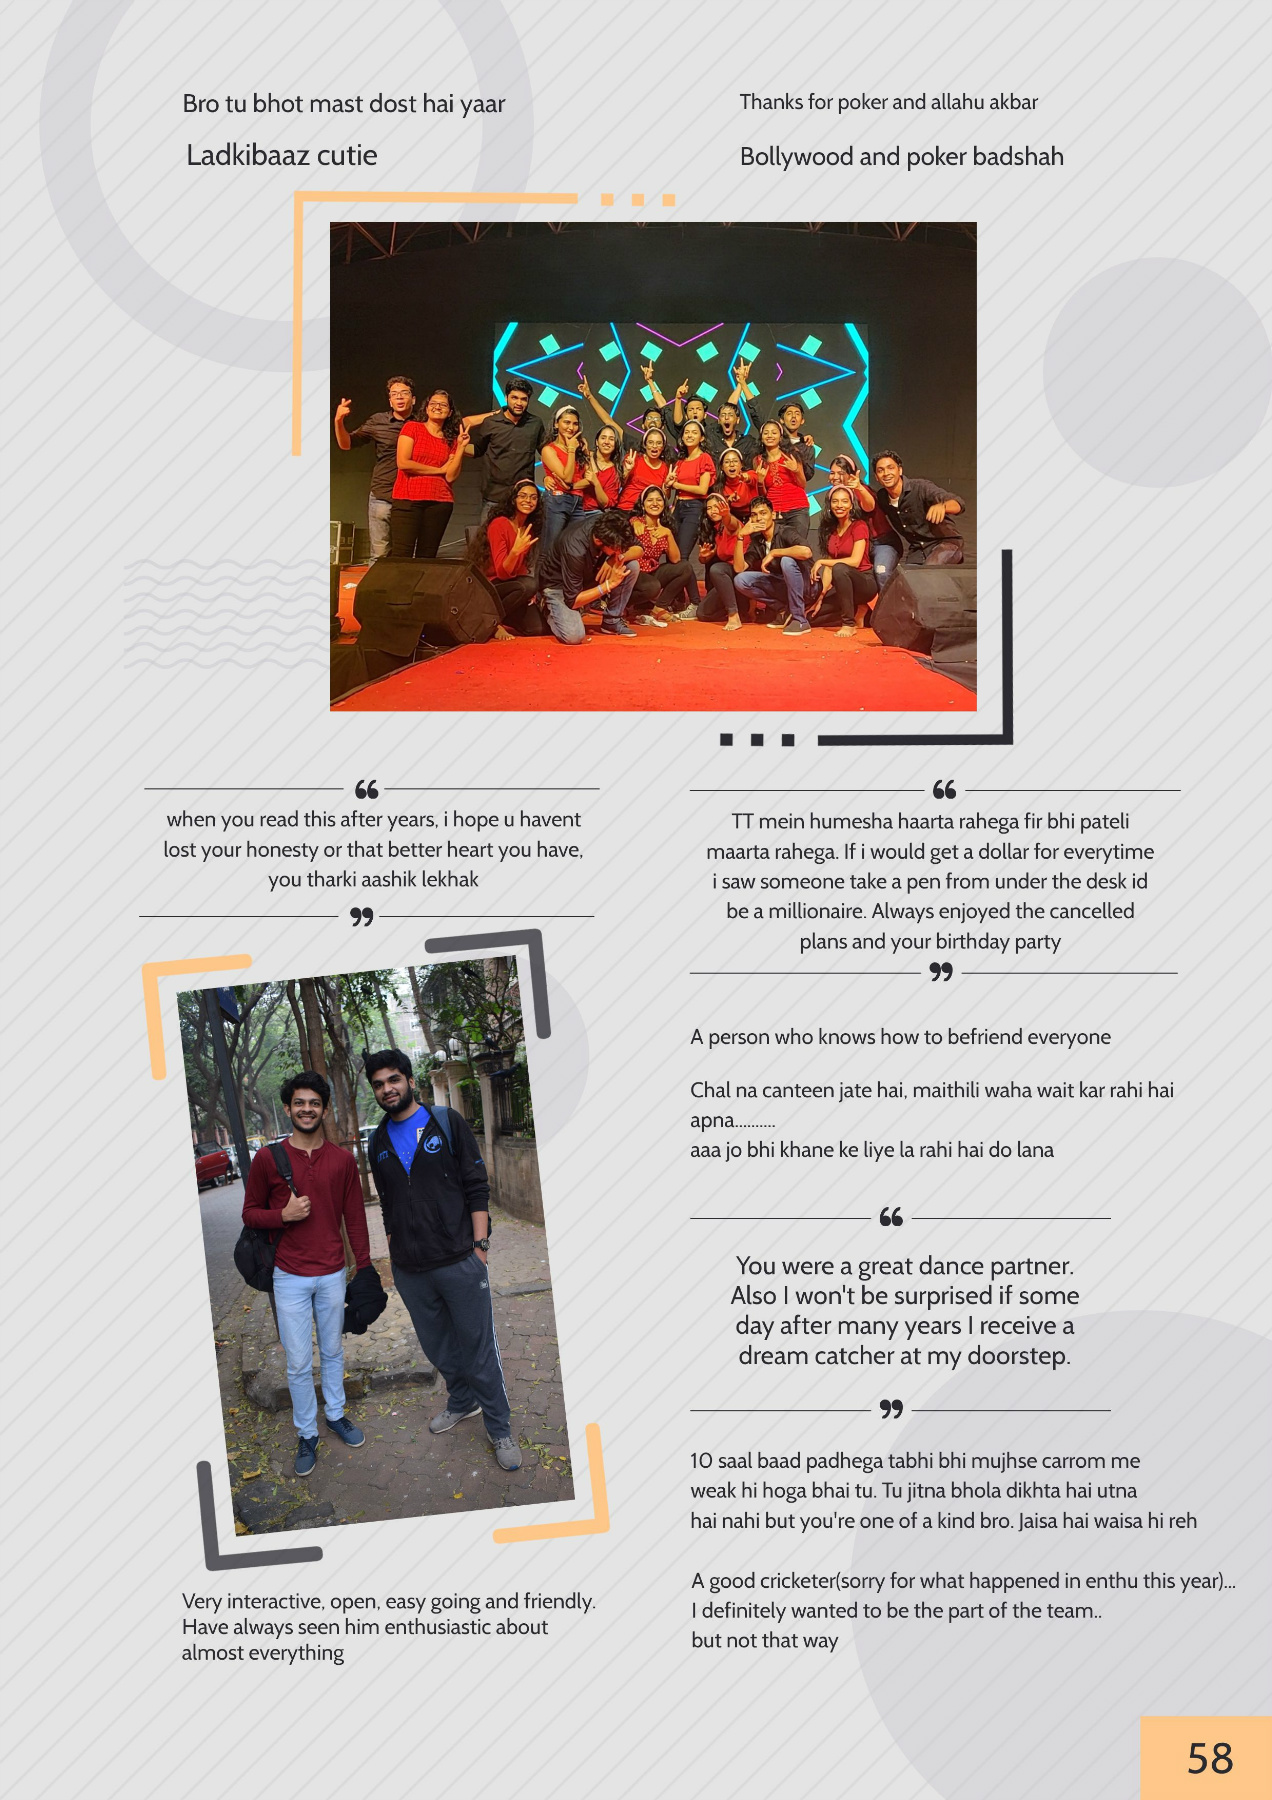 Bro tu bhot mast dost hai yaar
Ladkibaaz cutie
Thanks for poker and allahu akbar
Bollywood and poker badshah
when you read this after years, i hope u havent
lost your honesty or that better heart you have,
you tharki aashik lekhak
TT mein humesha haarta rahega fir bhi pateli
maarta rahega. If i would get a dollar for everytime
i saw someone take a pen from under the desk id
be a millionaire. Always enjoyed the cancelled
plans and your birthday party
A person who knows how to befriend everyone
Chal na canteen jate hai, maithili waha wait kar rahi hai
apna..........
aaa jo bhi khane ke liye la rahi hai do lana
You were a great dance partner.
Also I won't be surprised if some
day after many years I receive a
dream catcher at my doorstep.
10 saal baad padhega tabhi bhi mujhse carrom me
weak hi hoga bhai tu. Tu jitna bhola dikhta hai utna
hai nahi but you're one of a kind bro. Jaisa hai waisa hi reh
A good cricketer(sorry for what happened in enthu this year)...
I definitely wanted to be the part of the team..
but not that way
Very interactive, open, easy going and friendly.
Have always seen him enthusiastic about
almost everything
58